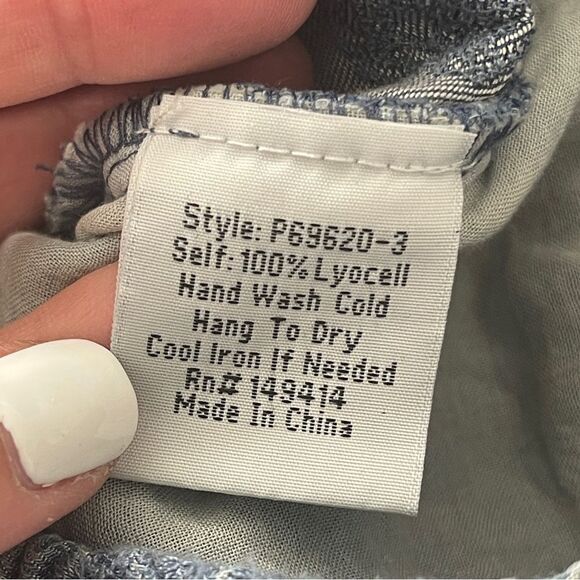 Style: P69620-3
Self: 100% Lyocell
Hand Wash Cold
Hang To Dry
Cool Iron If Needed
Rn# 149414
Made In China